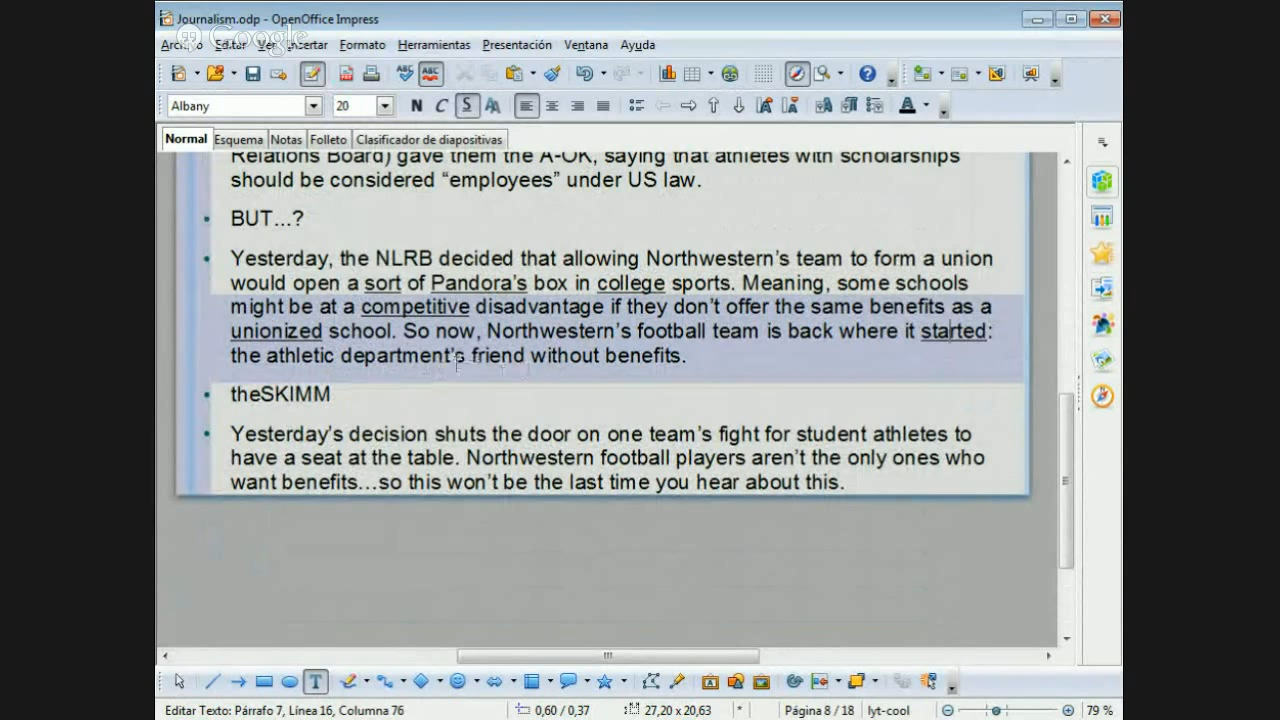 Journalism.odp - OpenOffice Impress
Google
Archivo Editar Ver Insertar Formato Herramientas Presentación Ventana Ayuda
Albany 20 N C S
Normal Esquema Notas Folleto Clasificador de diapositivas
Relations Board) gave them the A-OK, saying that athletes with scholarships
should be considered “employees” under US law.
• BUT...?
• Yesterday, the NLRB decided that allowing Northwestern’s team to form a union
would open a sort of Pandora’s box in college sports. Meaning, some schools
might be at a competitive disadvantage if they don’t offer the same benefits as a
unionized school. So now, Northwestern’s football team is back where it started:
the athletic department’s friend without benefits.
• theSKIMM
• Yesterday’s decision shuts the door on one team’s fight for student athletes to
have a seat at the table. Northwestern football players aren’t the only ones who
want benefits…so this won’t be the last time you hear about this.
Editar Texto: Párrafo 7, Línea 16, Columna 76 0,60 / 0,37 27,20 x 20,63 * Página 8 / 18 lyt-cool 79 %